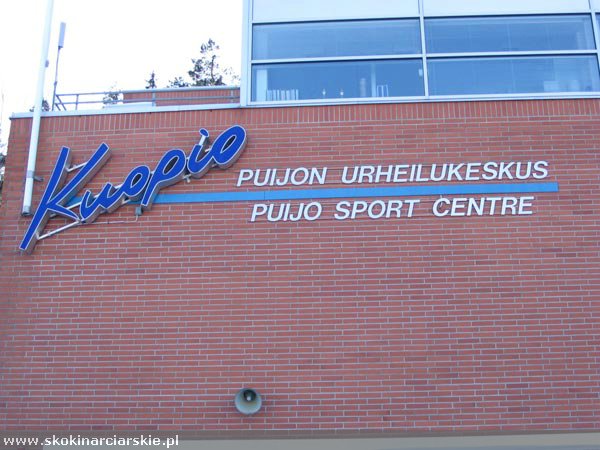 Kuopio
PUIJON URHEILUKESKUS
PUIJO SPORT CENTRE
www.skokinarciarskie.pl